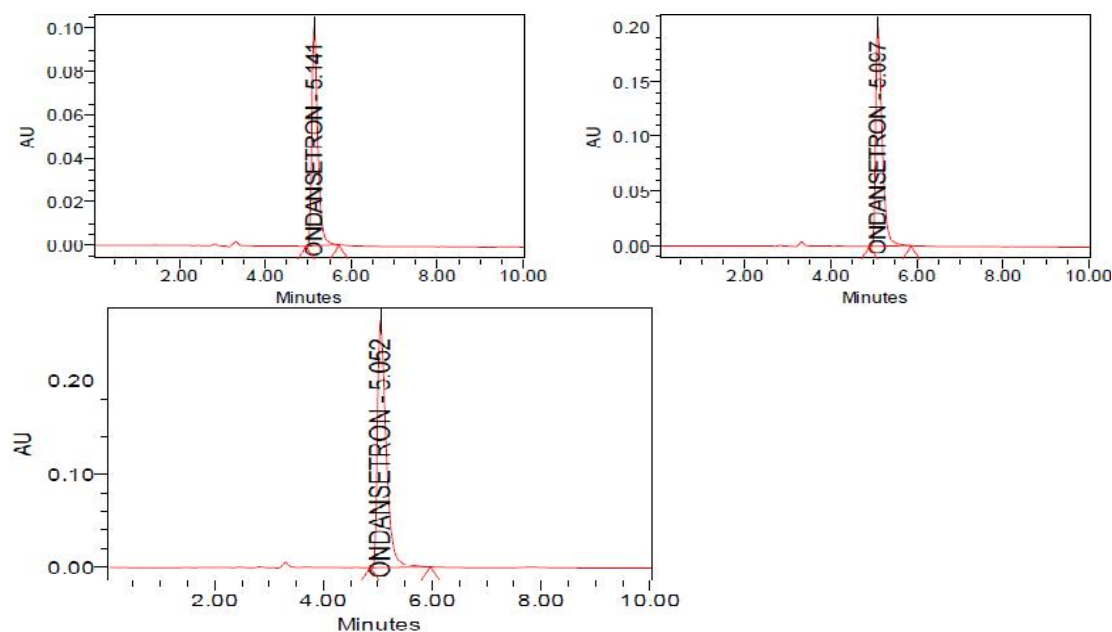 0.10
0.08
0.06
0.04
0.02
0.00
AU
ONDANSETRON - 5.141
2.00 4.00 6.00 8.00 10.00
Minutes
0.20
0.15
0.10
0.05
0.00
AU
ONDANSETRON - 5.097
2.00 4.00 6.00 8.00 10.00
Minutes
0.20
0.10
0.00
AU
ONDANSETRON - 5.052
2.00 4.00 6.00 8.00 10.00
Minutes